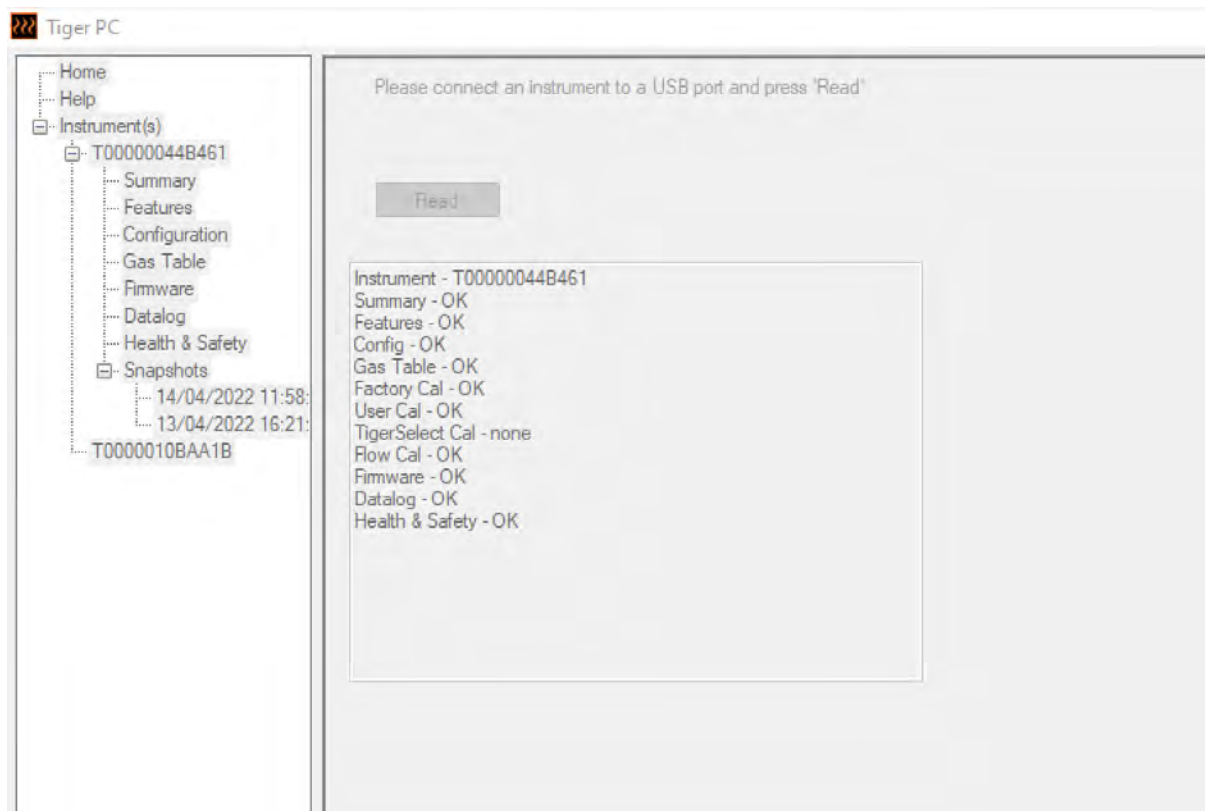 Tiger PC
Home
Help
Instrument(s)
T00000044B461
Summary
Features
Configuration
Gas Table
Firmware
Datalog
Health & Safety
Snapshots
14/04/2022 11:58:
13/04/2022 16:21:
T0000010BAA1B
Please connect an instrument to a USB port and press 'Read'
Read
Instrument - T00000044B461
Summary - OK
Features - OK
Config - OK
Gas Table - OK
Factory Cal - OK
User Cal - OK
TigerSelect Cal - none
Flow Cal - OK
Firmware - OK
Datalog - OK
Health & Safety - OK